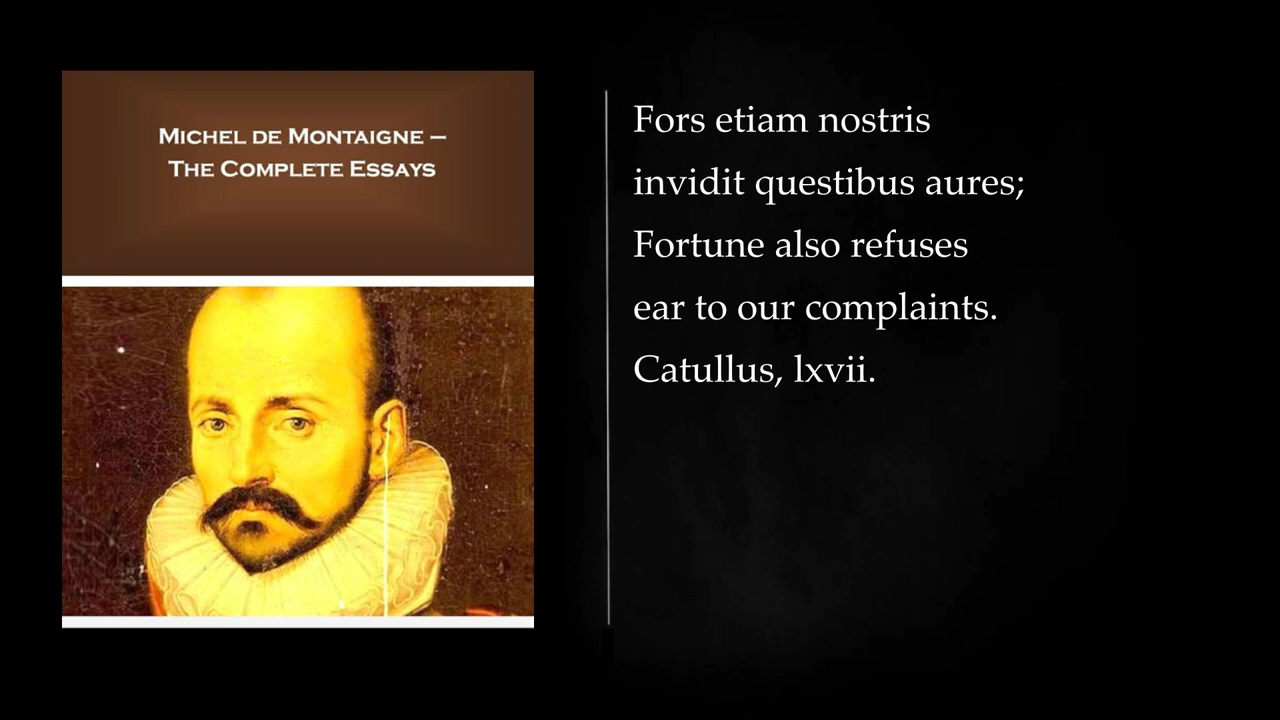 Michel de Montaigne –
The Complete Essays
Fors etiam nostris
invidit questibus aures;
Fortune also refuses
ear to our complaints.
Catullus, lxvii.